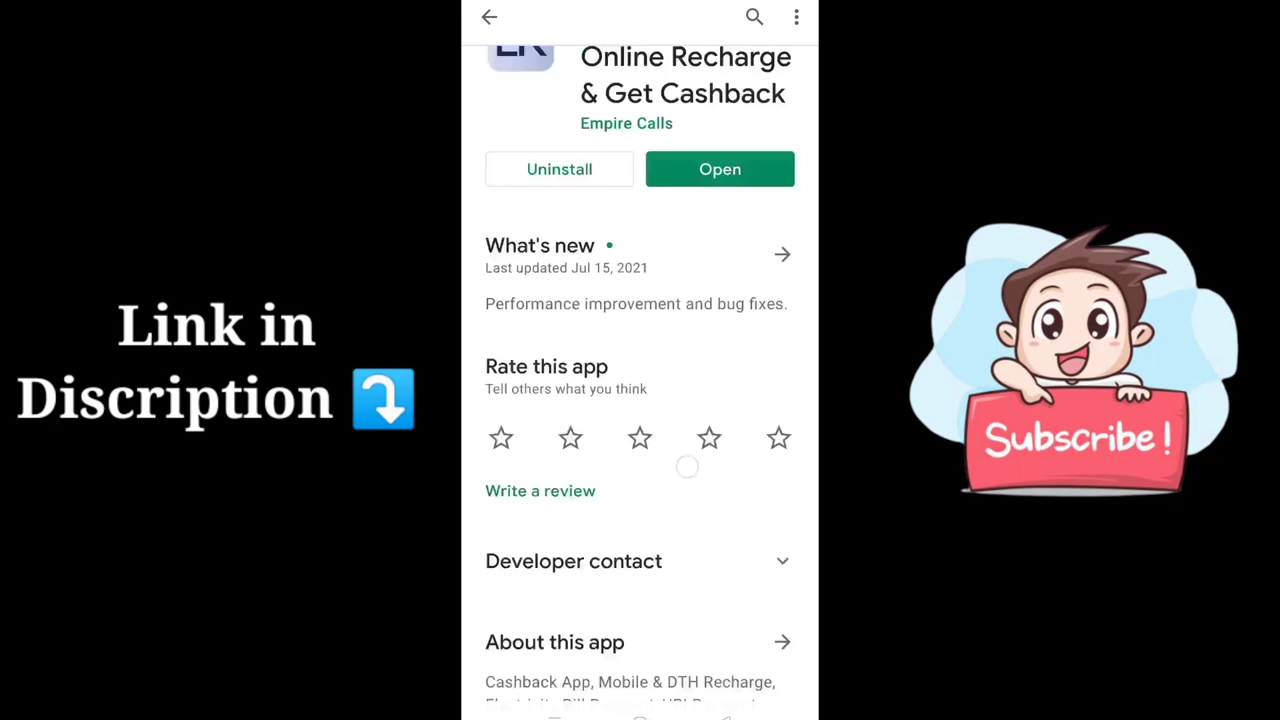 Online Recharge
& Get Cashback
Empire Calls
Uninstall
Open
What's new
Last updated Jul 15, 2021
Performance improvement and bug fixes.
Rate this app
Tell others what you think
Write a review
Developer contact
About this app
Cashback App, Mobile & DTH Recharge,
Link in
Discription
Subscribe!